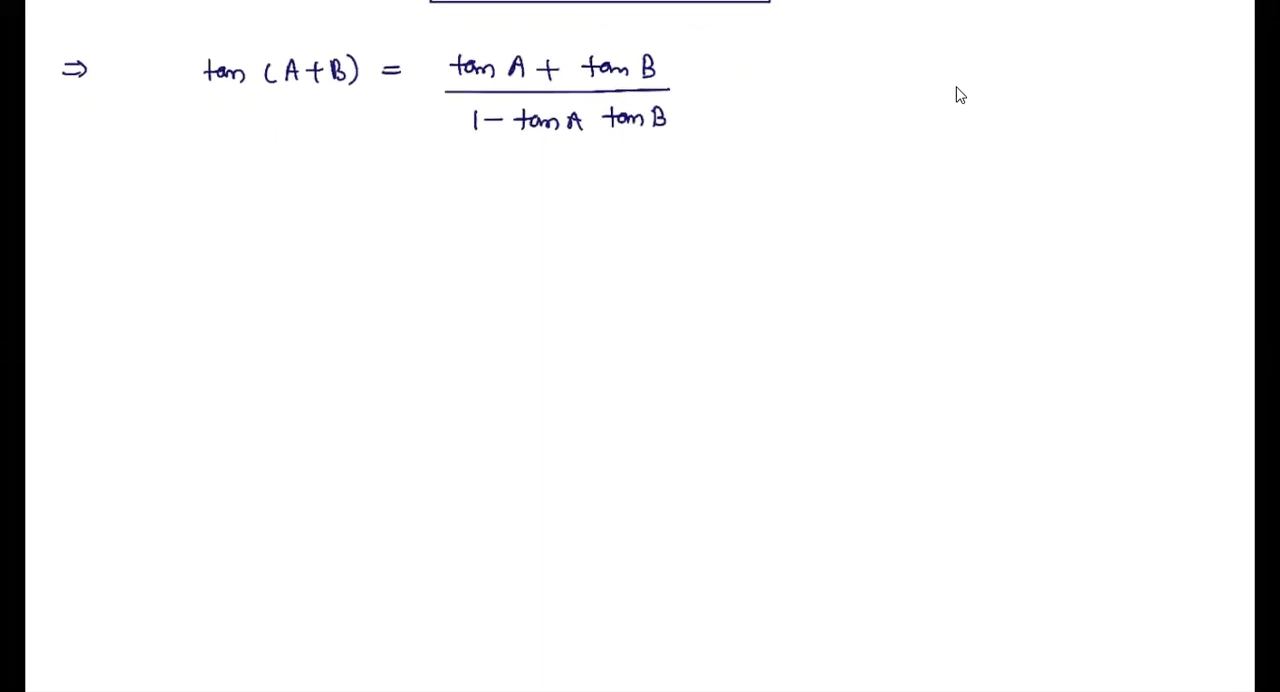 ⇒ tan (A+B) = tan A + tan B
1 - tan A tan B